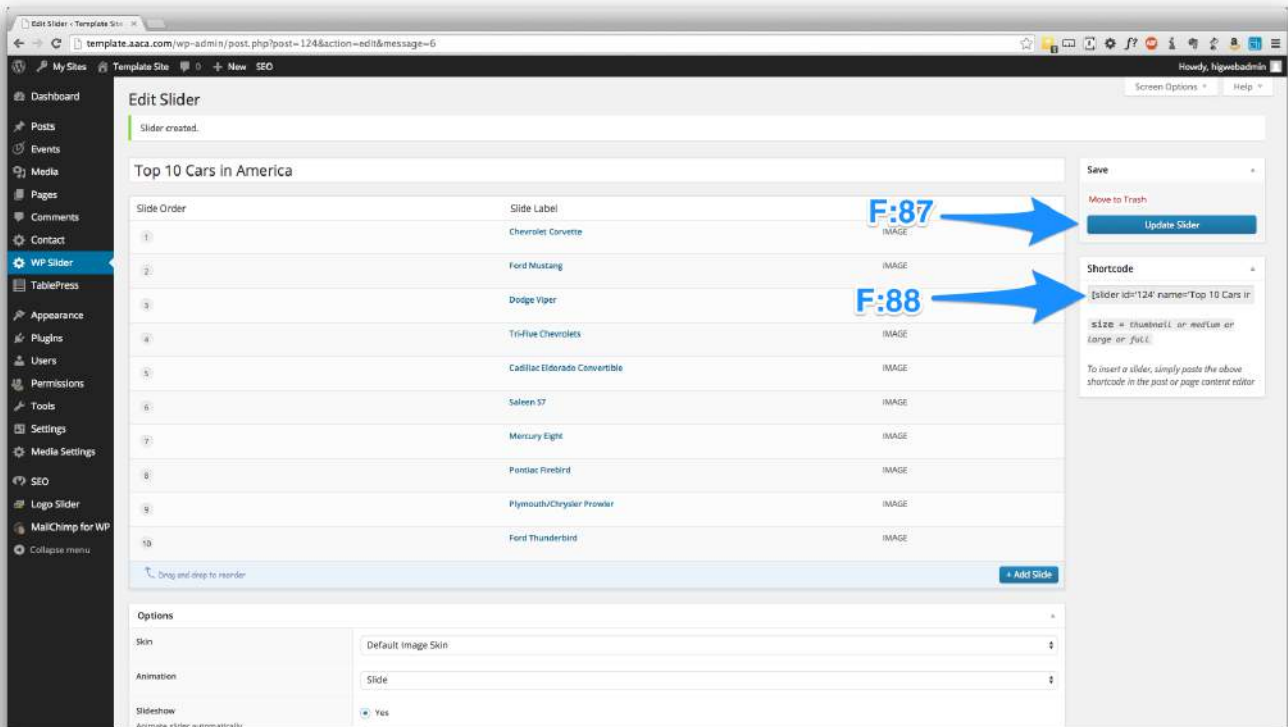 Edit Slider ‹ Template Site
template.aaca.com/wp-admin/post.php?post=124&action=edit&message=6
My Sites Template Site 0 + New SEO Howdy, higwebadmin
Screen Options Help
Dashboard
Posts
Events
Media
Pages
Comments
Contact
WP Slider
TablePress
Appearance
Plugins
Users
Permissions
Tools
Settings
Media Settings
SEO
Logo Slider
MailChimp for WP
Collapse menu
Edit Slider
Slider created.
Top 10 Cars in America
Slide Order Slide Label
1 Chevrolet Corvette IMAGE
2 Ford Mustang IMAGE
3 Dodge Viper
4 Tri-Five Chevrolets IMAGE
5 Cadillac Eldorado Convertible IMAGE
6 Saleen S7 IMAGE
7 Mercury Eight IMAGE
8 Pontiac Firebird IMAGE
9 Plymouth/Chrysler Prowler IMAGE
10 Ford Thunderbird IMAGE
Drag and drop to reorder + Add Slide
F:87
F:88
Save
Move to Trash
Update Slider
Shortcode
[slider id='124' name='Top 10 Cars ir
size = thumbnail or medium or
large or full
To insert a slider, simply paste the above
shortcode in the post or page content editor
Options
Skin Default Image Skin
Animation Slide
Slideshow Yes
Animate slider automatically